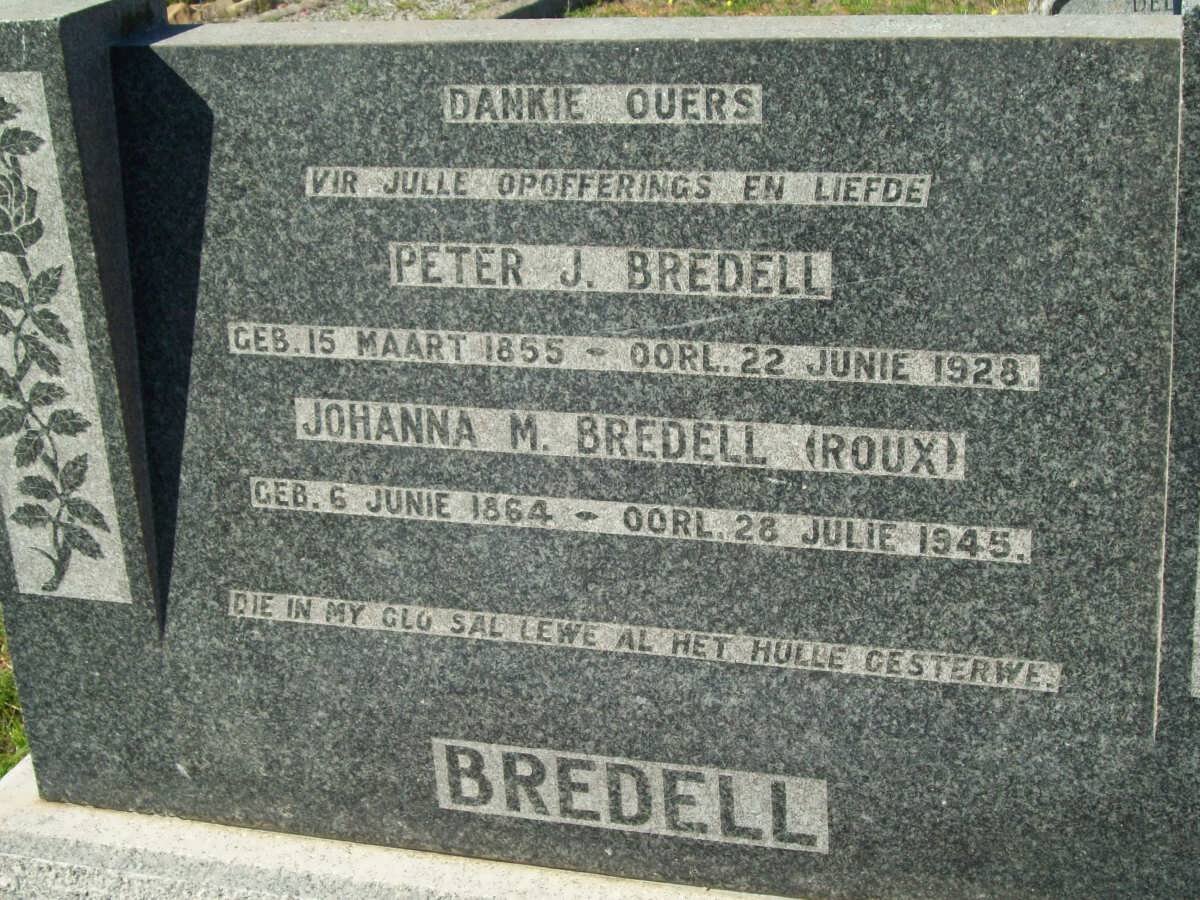 DANKIE OUERS
VIR JULLE OPOFFERINGS EN LIEFDE
PETER J. BREDELL
GEB. 15 MAART 1855 - OORL. 22 JUNIE 1928.
JOHANNA M. BREDELL (ROUX)
GEB. 6 JUNIE 1864 - OORL. 28 JULIE 1945.
DIE IN MY GLO SAL LEWE AL HET HULLE GESTERWE.
BREDELL